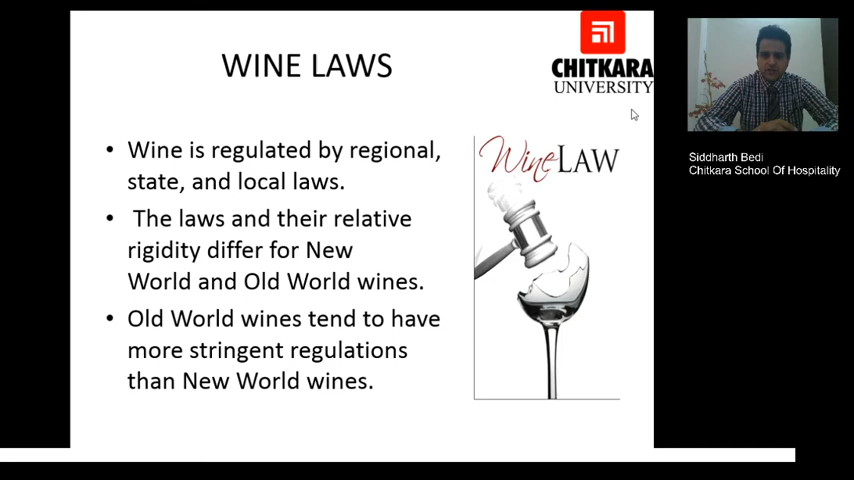 WINE LAWS
CHITKARA
UNIVERSITY
• Wine is regulated by regional,
state, and local laws.
• The laws and their relative
rigidity differ for New
World and Old World wines.
• Old World wines tend to have
more stringent regulations
than New World wines.
Wine LAW
Siddharth Bedi
Chitkara School Of Hospitality